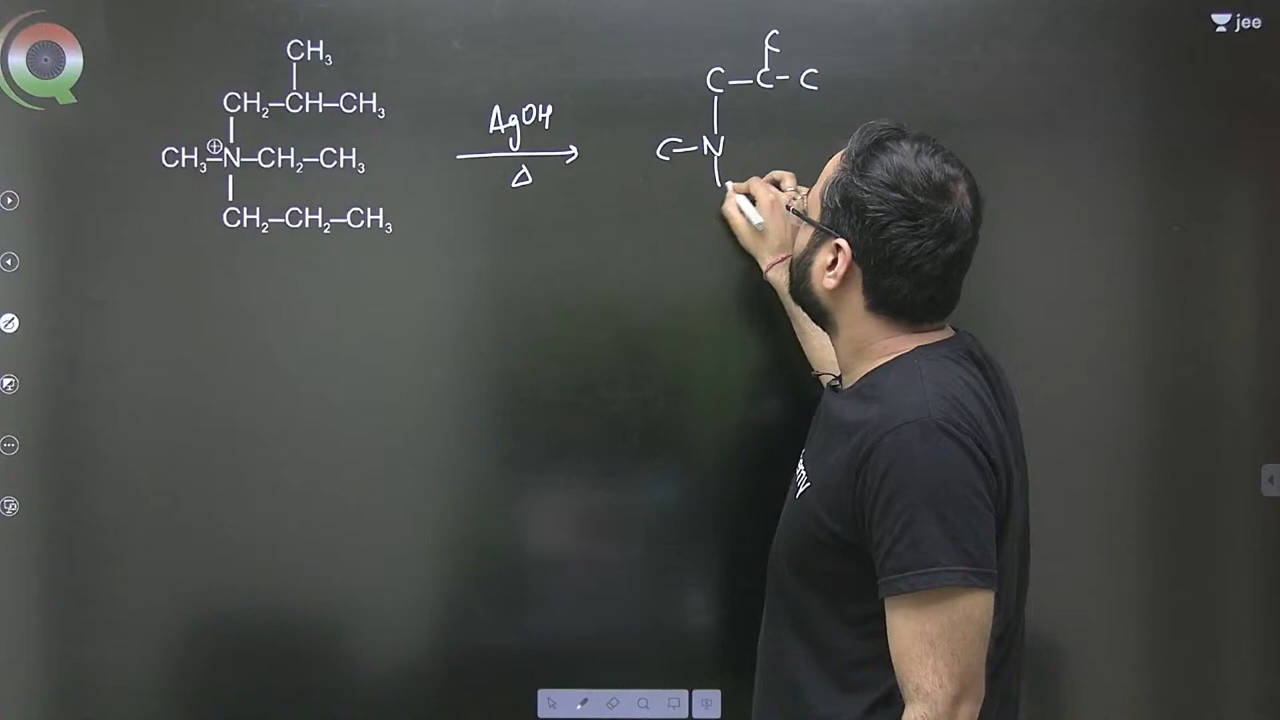 jee
CH₃
CH₂–CH–CH₃
CH₃–N⊕–CH₂–CH₃
CH₂–CH₂–CH₃
AgOH
Δ
C
C–C–C
C–N